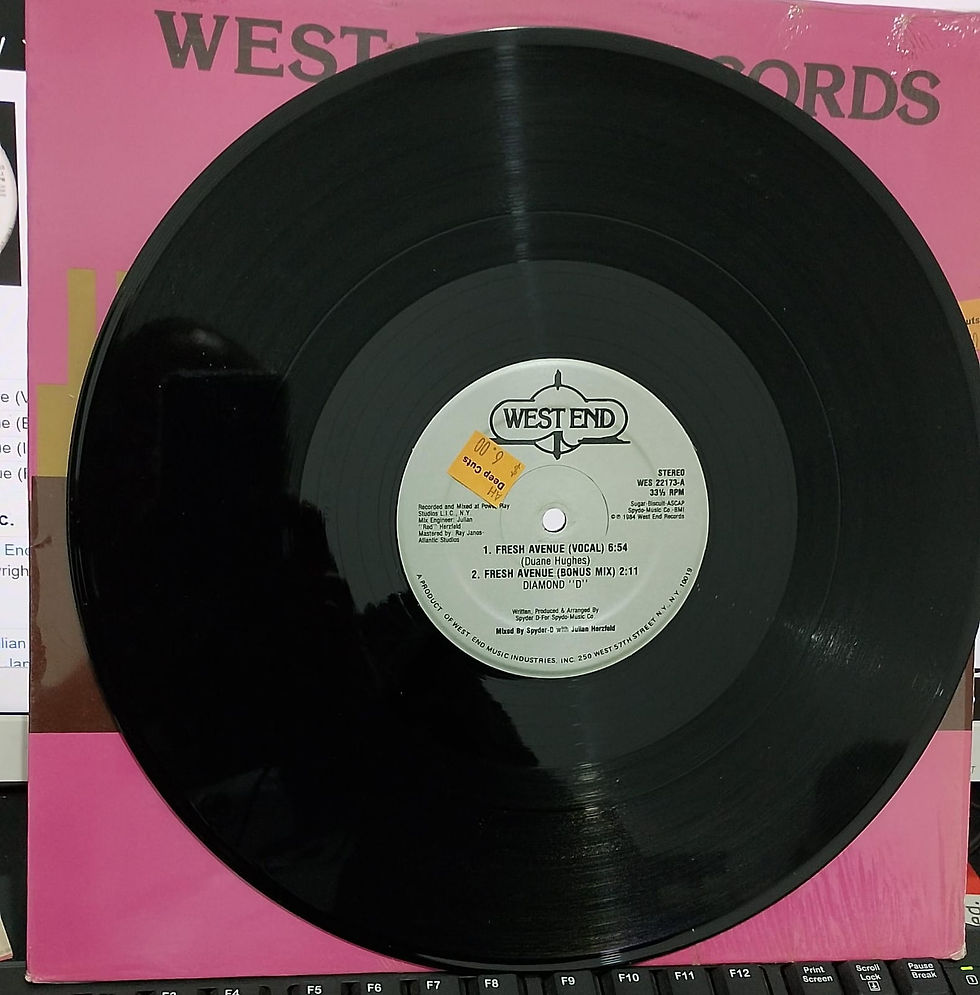 WEST
CORDS
WEST END
$ 6.00
Deep Cuts
AH
STEREO
WES 22173-A
33⅓ RPM
Sugar-Biscuit-ASCAP
Spydo-Music Co.-BMI
©℗ 1984 West End Records
Recorded and Mixed at Power Play
Studios L.I.C., N.Y.
Mix Engineer: Julian
"Red" Herzfeld
Mastered by: Ray Janos-
Atlantic Studios
1. FRESH AVENUE (VOCAL) 6:54
(Duane Hughes)
2. FRESH AVENUE (BONUS MIX) 2:11
DIAMOND "D"
Written, Produced & Arranged By
Spyder D-For Spydo-Music Co.
Mixed By Spyder-D with Julian Herzfeld
A PRODUCT OF WEST END MUSIC INDUSTRIES, INC. 250 WEST 57TH STREET N.Y., N.Y. 10019
F3
F4
F5
F6
F7
F8
F9
F10
F11
F12
Print
Screen
Scroll
Lock
Pause
Break